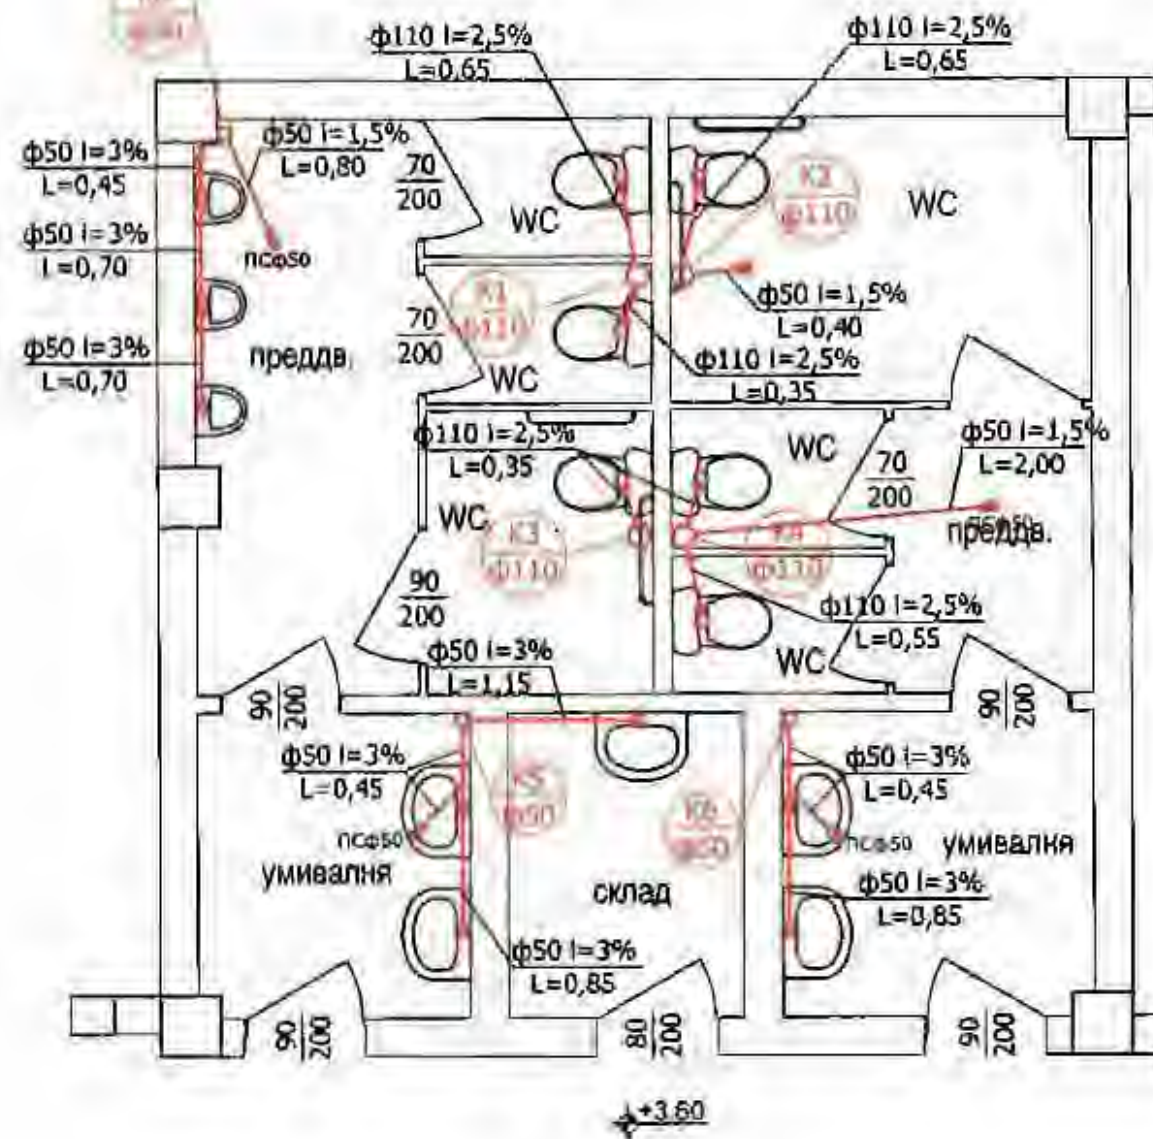 ф110 i=2,5%
L=0,65
ф110 i=2,5%
L=0,65
ф50 i=3%
L=0,45
ф50 i=1,5%
L=0,80
70
200
WC
К2
ф110
WC
ф50 i=3%
L=0,70
псф50
К1
ф110
ф50 i=1,5%
L=0,40
ф50 i=3%
L=0,70
преддв.
70
200
WC
ф110 i=2,5%
L=0,35
ф110 i=2,5%
L=0,35
WC
ф50 i=1,5%
L=2,00
70
200
WC
К3
ф110
К4
ф110
преддв.
90
200
ф110 i=2,5%
L=0,55
ф50 i=3%
L=1,15
WC
90
200
90
200
ф50 i=3%
L=0,45
К5
ф50
К6
ф50
ф50 i=3%
L=0,45
псф50
псф50
умивалня
умивалня
склад
ф50 i=3%
L=0,85
ф50 i=3%
L=0,85
90
200
80
200
90
200
+3.60